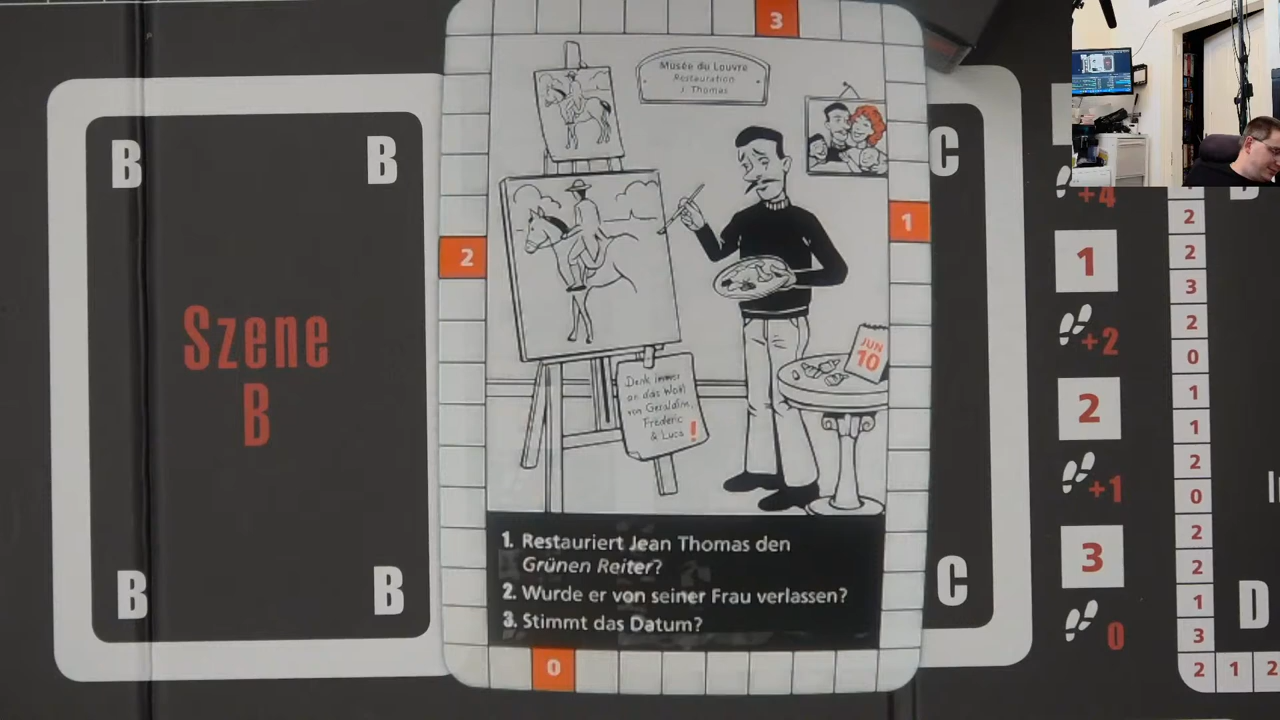 3
Musée du Louvre
Restauration
J. Thomas
B
B
C
+4
1
2
1
2
2
3
2
0
1
1
2
0
2
2
1
3
2 1 2
+2
2
+1
3
0
Szene
B
JUN
10
Denk immer
an das Wohl
von Geraldine,
Frederic
& Luca!
1. Restauriert Jean Thomas den
Grünen Reiter?
2. Wurde er von seiner Frau verlassen?
3. Stimmt das Datum?
B
B
C
D
0